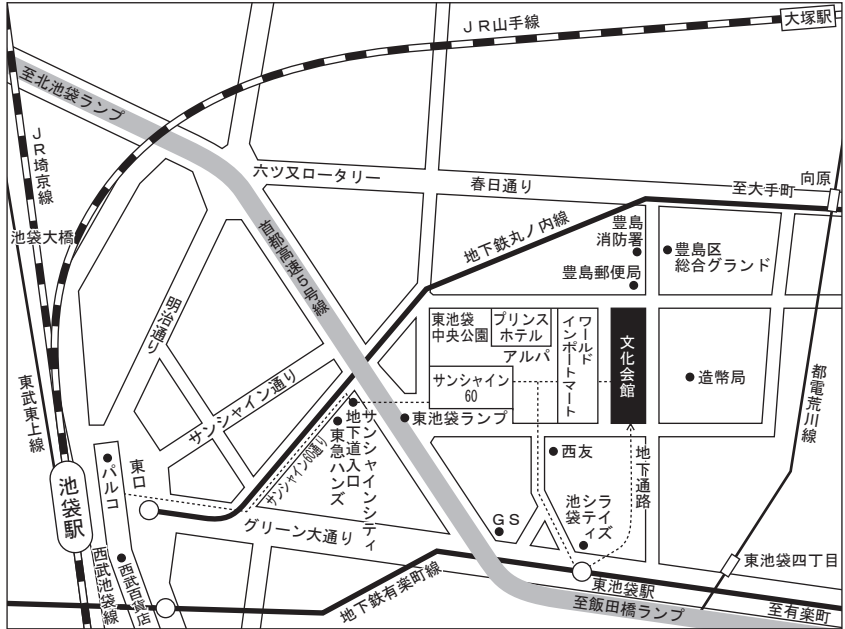 大塚駅
ＪＲ山手線
至北池袋ランプ
ＪＲ埼京線
六ツ又ロータリー
春日通り
向原
至大手町
池袋大橋
首都高速5号線
地下鉄丸ノ内線
豊島
消防署
豊島区
総合グランド
豊島郵便局
明治通り
東池袋
中央公園
プリンス
ホテル
アルパ
ワールド
インポートマート
文化会館
サンシャイン
60
造幣局
都電荒川線
サンシャイン通り
東武東上線
東池袋ランプ
サンシャインシティ
地下道入口
東急ハンズ
サンシャイン60通り
西友
地下通路
パルコ
東口
池袋駅
グリーン大通り
ＧＳ
ライズ
シティ
池袋
西武池袋線
西武百貨店
地下鉄有楽町線
東池袋四丁目
東池袋駅
至飯田橋ランプ
至有楽町